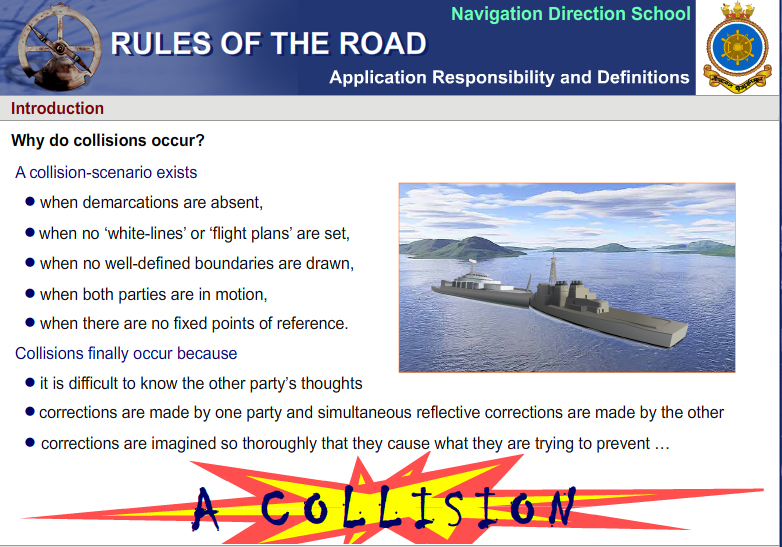 Navigation Direction School
RULES OF THE ROAD
Application Responsibility and Definitions
Introduction
Why do collisions occur?
A collision-scenario exists
● when demarcations are absent,
● when no ‘white-lines’ or ‘flight plans’ are set,
● when no well-defined boundaries are drawn,
● when both parties are in motion,
● when there are no fixed points of reference.
Collisions finally occur because
● it is difficult to know the other party’s thoughts
● corrections are made by one party and simultaneous reflective corrections are made by the other
● corrections are imagined so thoroughly that they cause what they are trying to prevent …
A COLLISION